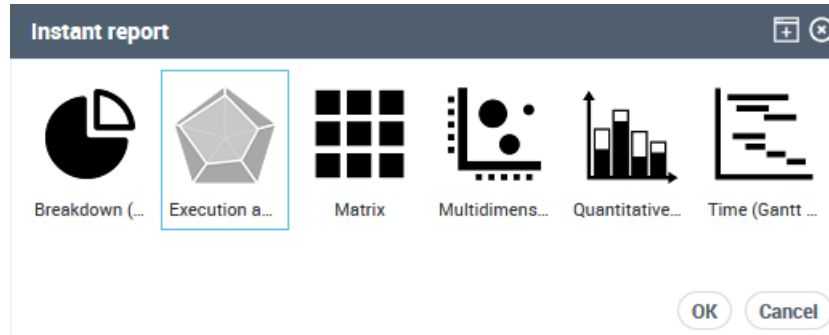 Instant report
Breakdown (...
Execution a...
Matrix
Multidimens...
Quantitative...
Time (Gantt ...
OK
Cancel